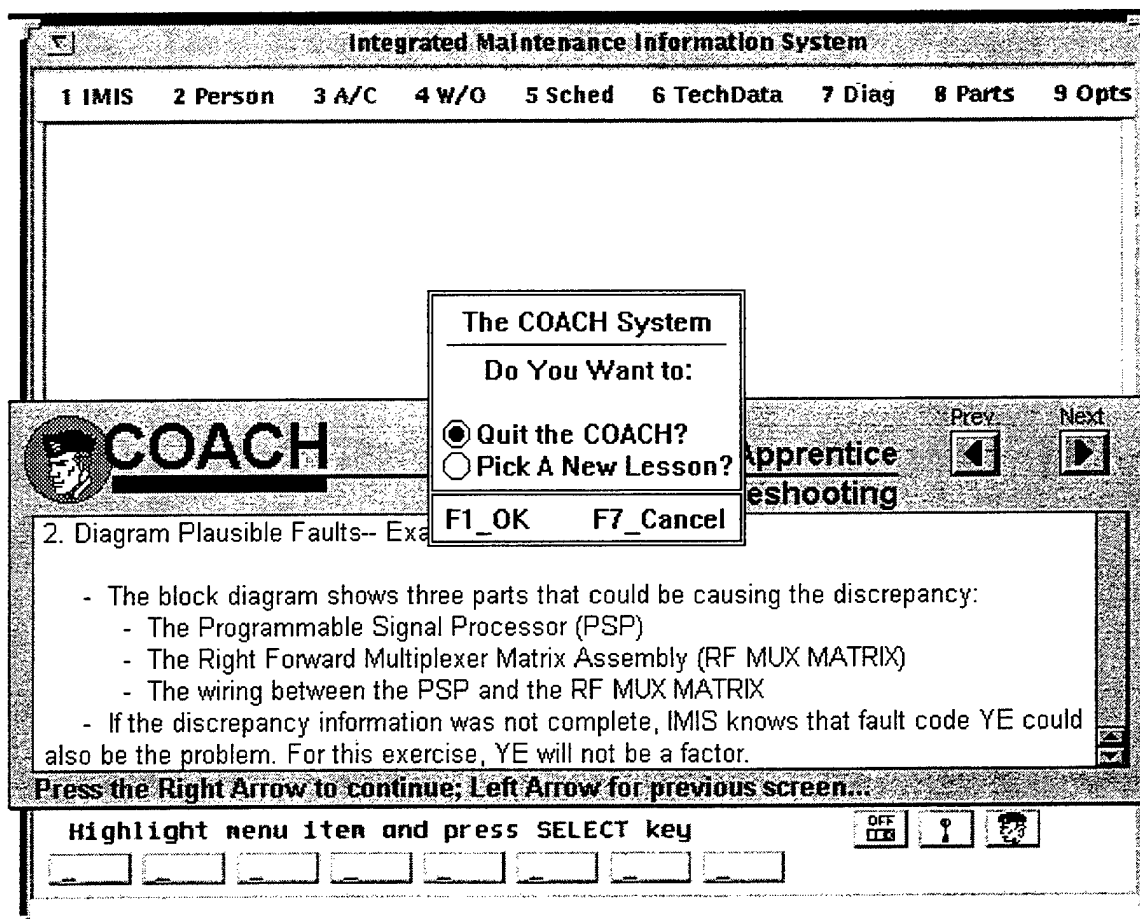 Integrated Maintenance Information System
1 IMIS 2 Person 3 A/C 4 W/O 5 Sched 6 TechData 7 Diag 8 Parts 9 Opts
The COACH System
Do You Want to:
Quit the COACH?
Pick A New Lesson?
F1_OK F7_Cancel
COACH
Apprentice
eshooting
Prev
Next
2. Diagram Plausible Faults-- Exa
- The block diagram shows three parts that could be causing the discrepancy:
- The Programmable Signal Processor (PSP)
- The Right Forward Multiplexer Matrix Assembly (RF MUX MATRIX)
- The wiring between the PSP and the RF MUX MATRIX
- If the discrepancy information was not complete, IMIS knows that fault code YE could
also be the problem. For this exercise, YE will not be a factor.
Press the Right Arrow to continue; Left Arrow for previous screen...
Highlight menu item and press SELECT key
OFF